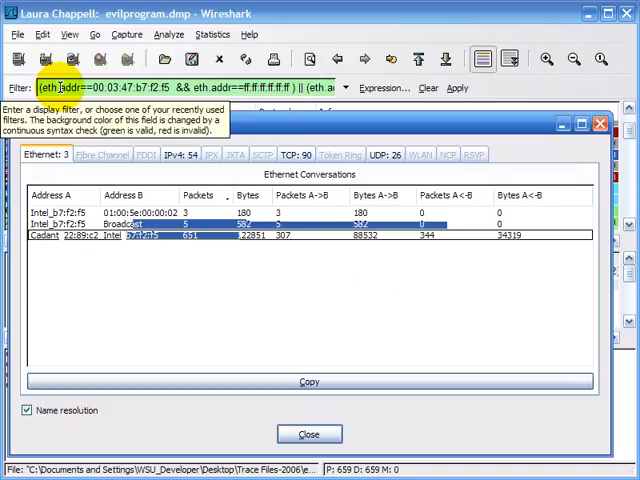 Laura Chappell: evilprogram.dmp - Wireshark
File Edit View Go Capture Analyze Statistics Help
Filter: (eth.addr==00:03:47:b7:f2:f5 && eth.addr==ff:ff:ff:ff:ff:ff ) || (eth.ad Expression... Clear Apply
Enter a display filter, or choose one of your recently used
filters. The background color of this field is changed by a
continuous syntax check (green is valid, red is invalid).
Ethernet: 3 Fibre Channel FDDI IPv4: 54 IPX JXTA SCTP TCP: 90 Token Ring UDP: 26 WLAN NCP RSVP
Ethernet Conversations
Address A Address B Packets Bytes Packets A->B Bytes A->B Packets A<-B Bytes A<-B
Intel_b7:f2:f5 01:00:5e:00:00:02 3 180 3 180 0 0
Intel_b7:f2:f5 Broadcast 5 582 5 582 0 0
Cadant_22:89:c2 Intel_b7:f2:f5 651 122851 307 88532 344 34319
Copy
Name resolution
Close
File: "C:\Documents and Settings\WSU_Developer\Desktop\Trace Files-2006\e... P: 659 D: 659 M: 0